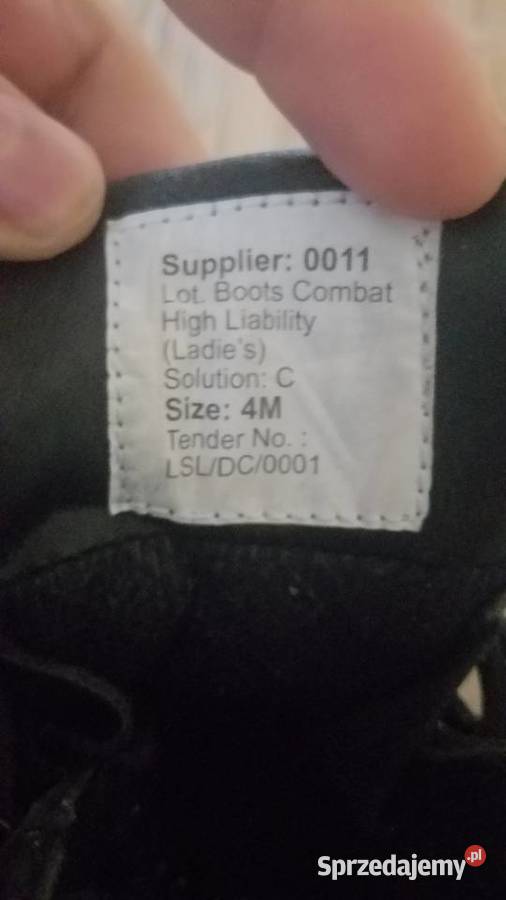 Supplier: 0011
Lot. Boots Combat
High Liability
(Ladie's)
Solution: C
Size: 4M
Tender No. :
LSL/DC/0001
Sprzedajemy.pl